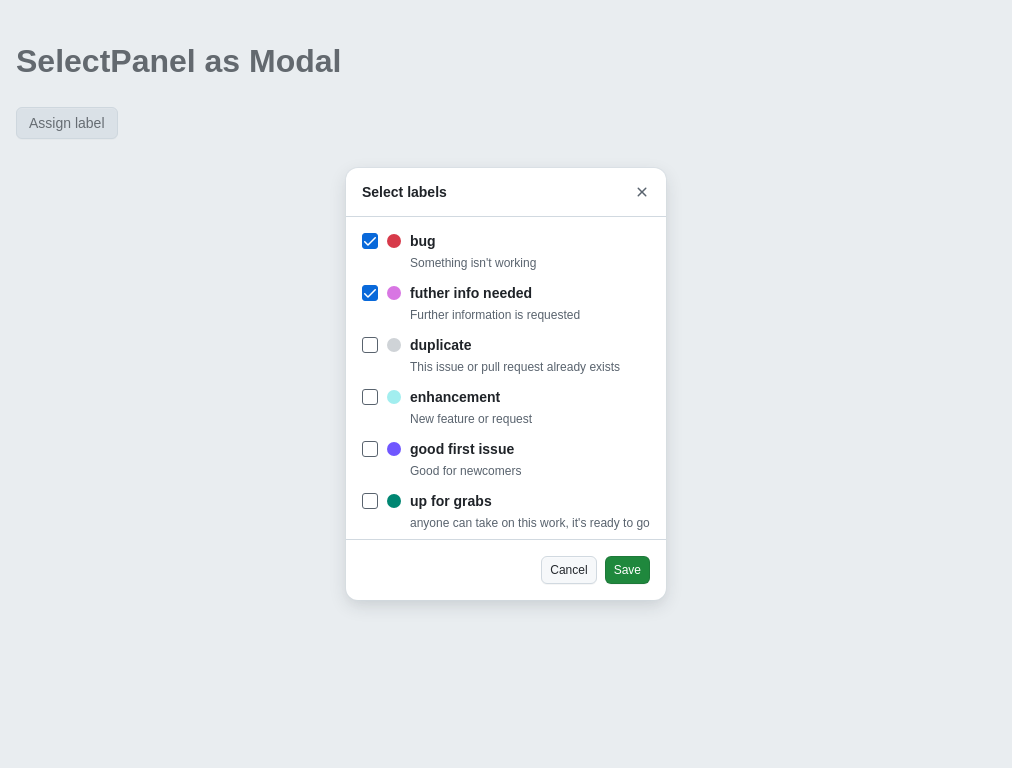 SelectPanel as Modal
Assign label
Select labels
bug
Something isn't working
futher info needed
Further information is requested
duplicate
This issue or pull request already exists
enhancement
New feature or request
good first issue
Good for newcomers
up for grabs
anyone can take on this work, it's ready to go
Cancel Save